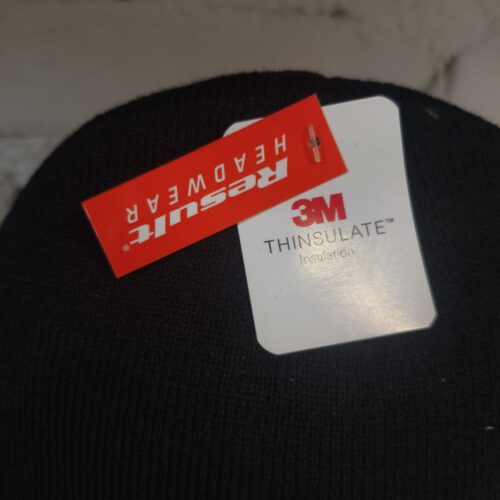 Result®
HEADWEAR
3M
THINSULATE™
Insulation